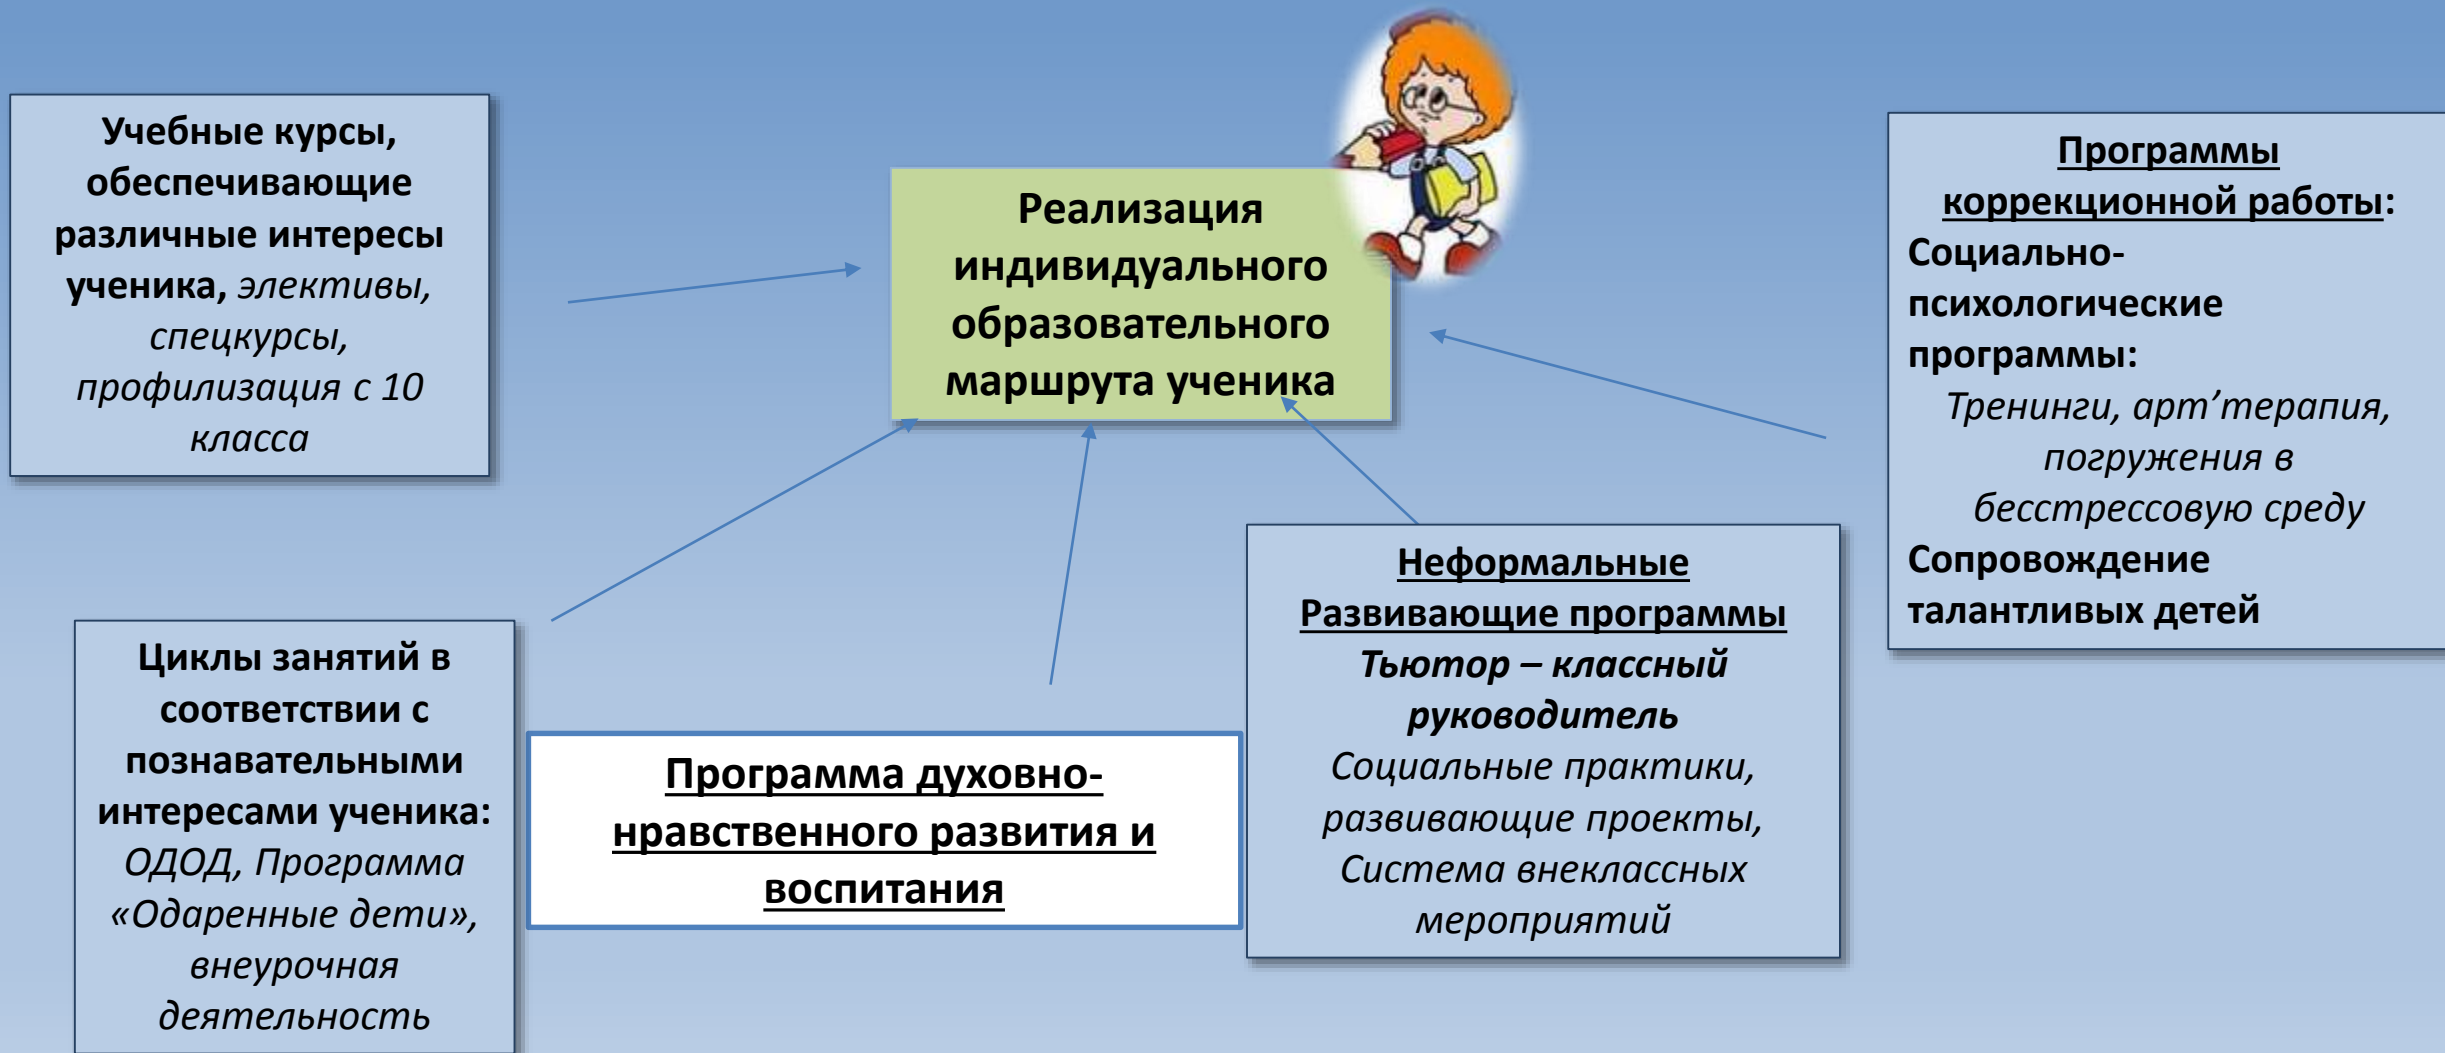 Учебные курсы,
обеспечивающие
различные интересы
ученика, элективы,
спецкурсы,
профилизация с 10
класса
Реализация
индивидуального
образовательного
маршрута ученика
Программы
коррекционной работы:
Социально-
психологические
программы:
Тренинги, арт’терапия,
погружения в
бесстрессовую среду
Сопровождение
талантливых детей
Циклы занятий в
соответствии с
познавательными
интересами ученика:
ОДОД, Программа
«Одаренные дети»,
внеурочная
деятельность
Программа духовно-
нравственного развития и
воспитания
Неформальные
Развивающие программы
Тьютор – классный
руководитель
Социальные практики,
развивающие проекты,
Система внеклассных
мероприятий